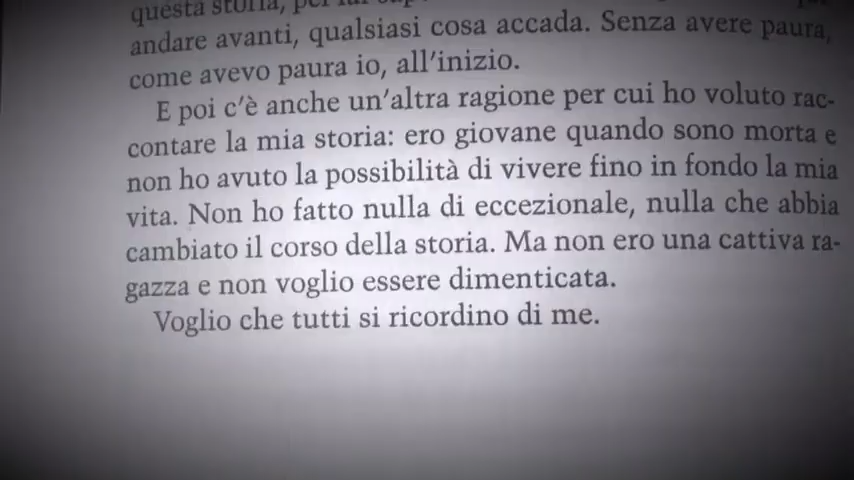 questa storia, per
andare avanti, qualsiasi cosa accada. Senza avere paura,
come avevo paura io, all'inizio.
E poi c'è anche un'altra ragione per cui ho voluto rac-
contare la mia storia: ero giovane quando sono morta e
non ho avuto la possibilità di vivere fino in fondo la mia
vita. Non ho fatto nulla di eccezionale, nulla che abbia
cambiato il corso della storia. Ma non ero una cattiva ra-
gazza e non voglio essere dimenticata.
Voglio che tutti si ricordino di me.